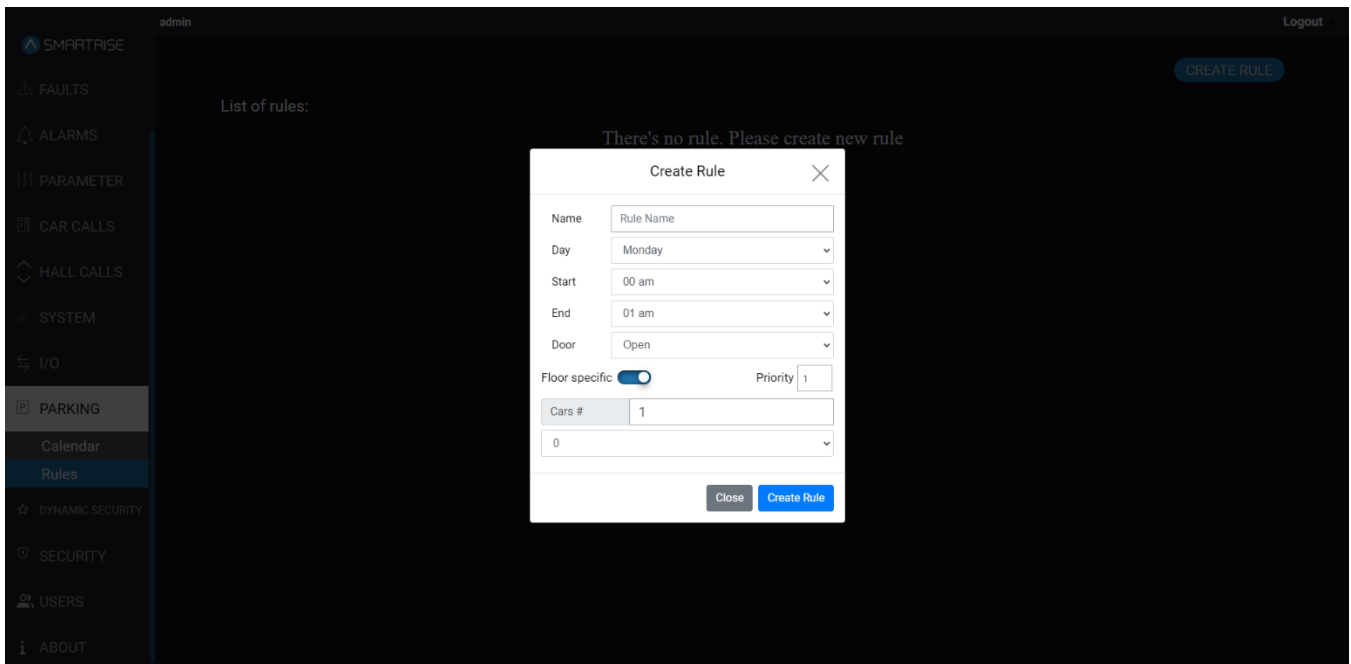 admin
Logout
SMARTRISE
CREATE RULE
FAULTS
List of rules:
ALARMS
There's no rule. Please create new rule
PARAMETER
CAR CALLS
HALL CALLS
SYSTEM
I/O
P PARKING
Calendar
Rules
DYNAMIC SECURITY
SECURITY
USERS
i ABOUT
Create Rule
Name Rule Name
Day Monday
Start 00 am
End 01 am
Door Open
Floor specific Priority 1
Cars # 1
0
Close Create Rule